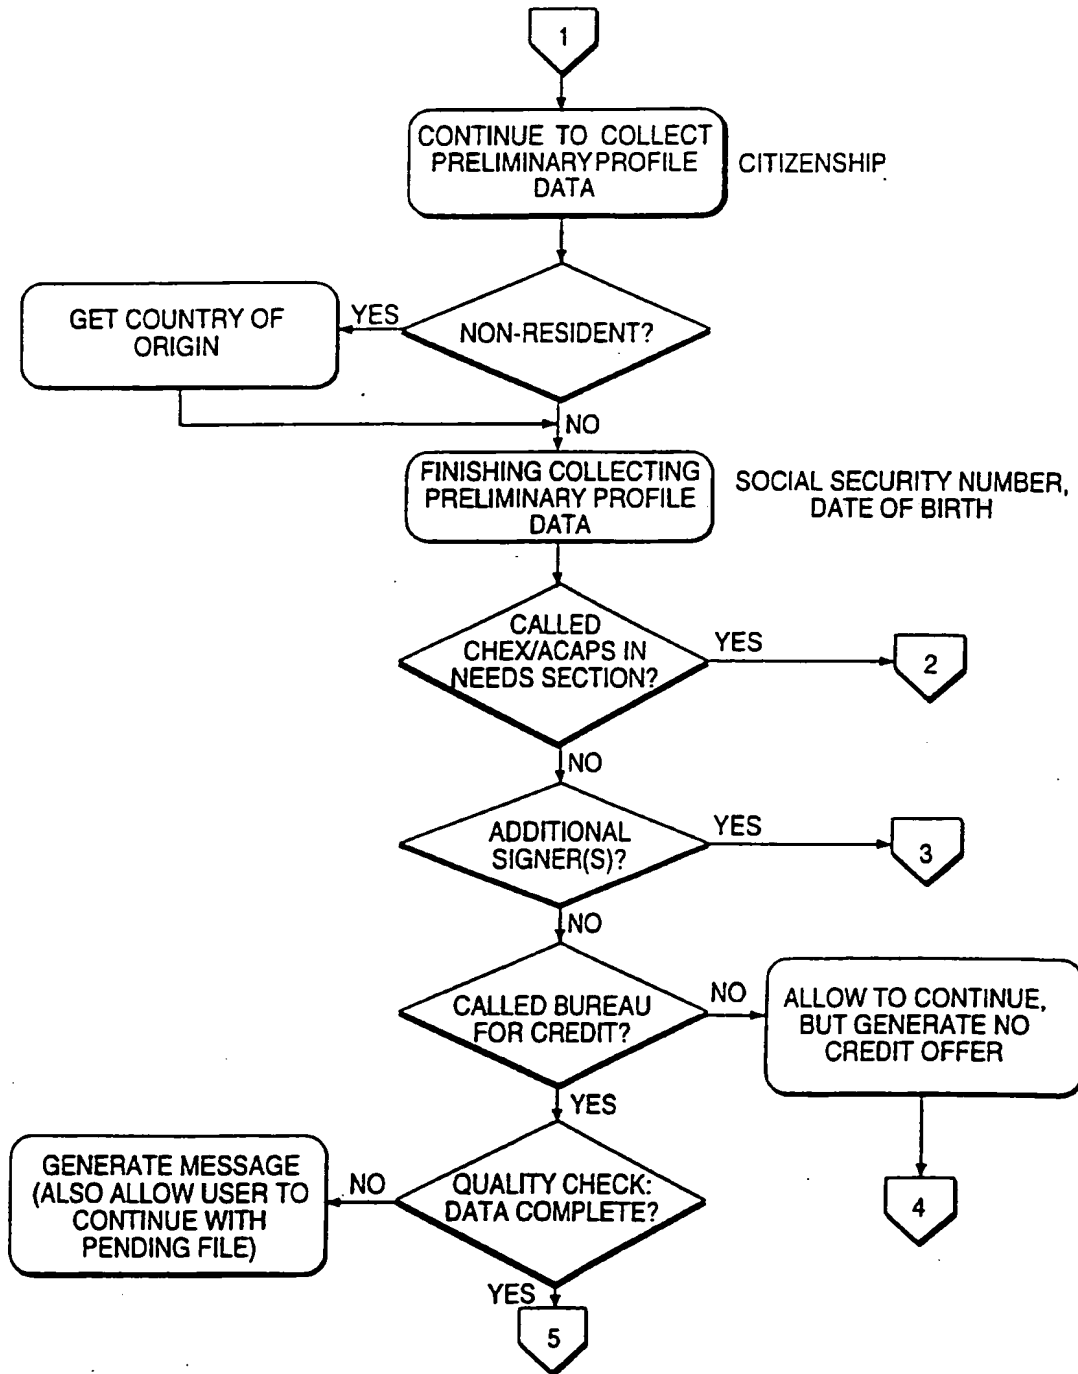 1
CONTINUE TO COLLECT
PRELIMINARY PROFILE
DATA
CITIZENSHIP
NON-RESIDENT?
YES
GET COUNTRY OF
ORIGIN
NO
FINISHING COLLECTING
PRELIMINARY PROFILE
DATA
SOCIAL SECURITY NUMBER,
DATE OF BIRTH
CALLED
CHEX/ACAPS IN
NEEDS SECTION?
YES
2
NO
ADDITIONAL
SIGNER(S)?
YES
3
NO
CALLED BUREAU
FOR CREDIT?
NO
ALLOW TO CONTINUE,
BUT GENERATE NO
CREDIT OFFER
4
YES
QUALITY CHECK:
DATA COMPLETE?
NO
GENERATE MESSAGE
(ALSO ALLOW USER TO
CONTINUE WITH
PENDING FILE)
YES
5